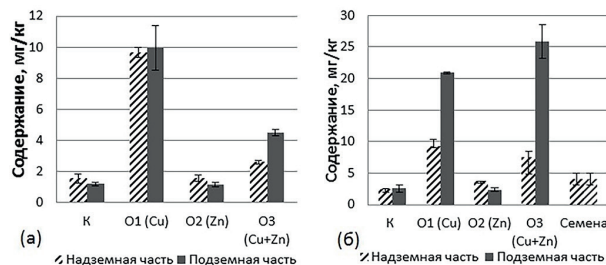 Содержание, мг/кг
12
10
8
6
4
2
0
К
О1 (Cu)
О2 (Zn)
О3
(Cu+Zn)
(а)
Надземная часть
Подземная часть
Содержание, мг/кг
30
25
20
15
10
5
0
К
О1 (Cu)
О2 (Zn)
О3
(Cu+Zn)
Семена
(б)
Надземная часть
Подземная часть